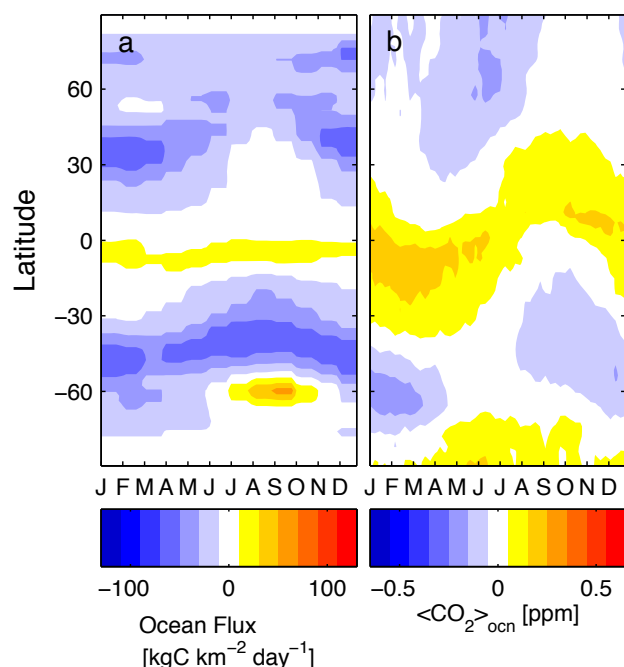 a
b
Latitude
60
30
0
−30
−60
J F M A M J J A S O N D
J F M A M J J A S O N D
−100 0 100
−0.5 0 0.5
Ocean Flux
[kgC km−2 day−1]
<CO2>ocn [ppm]